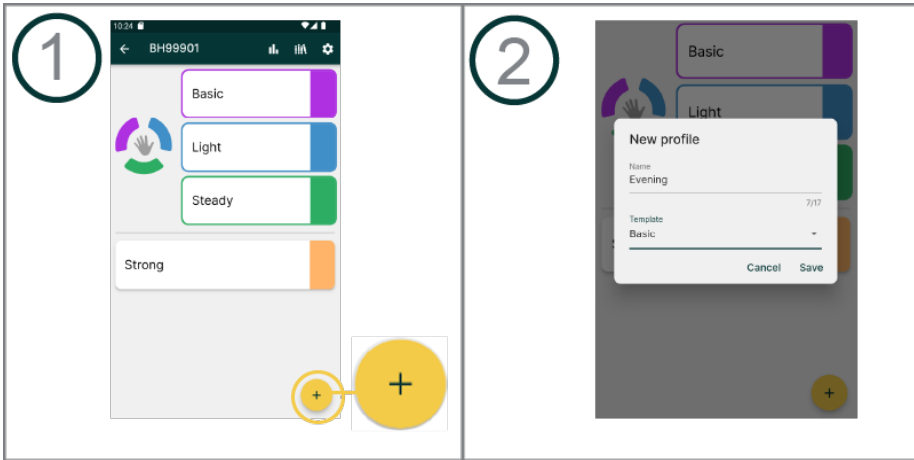 1
10:24
BH99901
Basic
Light
Steady
Strong
+
+
2
Basic
Light
New profile
Name
Evening
7/17
Template
Basic
Cancel
Save
+